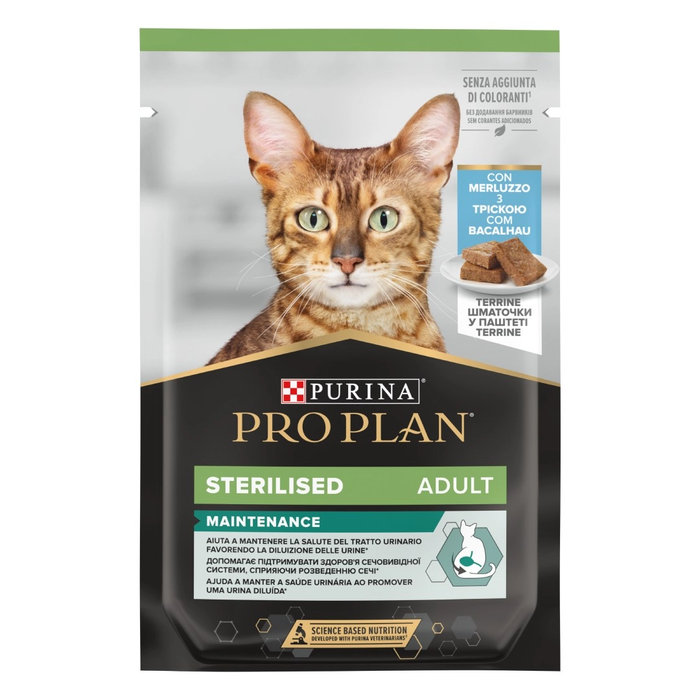 SENZA AGGIUNTA
DI COLORANTI¹
БЕЗ ДОДАВАННЯ БАРВНИКІВ
SEM CORANTES ADICIONADOS
CON
MERLUZZO
З
ТРІСКОЮ
COM
BACALHAU
TERRINE
ШМАТОЧКИ
У ПАШТЕТІ
TERRINE
PURINA®
PRO PLAN®
STERILISED ADULT
MAINTENANCE
AIUTA A MANTENERE LA SALUTE DEL TRATTO URINARIO
FAVORENDO LA DILUIZIONE DELLE URINE*
ДОПОМАГАЄ ПІДТРИМУВАТИ ЗДОРОВ'Я СЕЧОВИВІДНОЇ
СИСТЕМИ, СПРИЯЮЧИ РОЗВЕДЕННЮ СЕЧІ*
AJUDA A MANTER A SAÚDE URINÁRIA AO PROMOVER
UMA URINA DILUÍDA*
SCIENCE BASED NUTRITION
DEVELOPED WITH PURINA VETERINARIANS